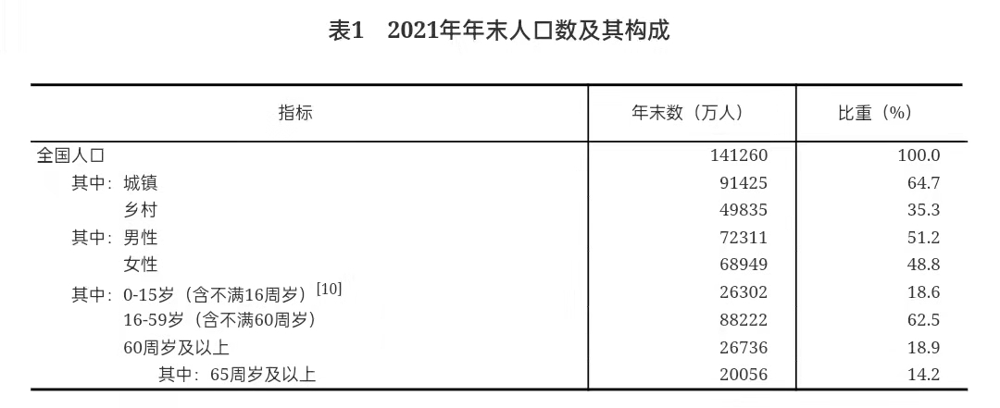 表1 2021年年末人口数及其构成
指标 年末数（万人） 比重（%）
全国人口 141260 100.0
其中：城镇 91425 64.7
乡村 49835 35.3
其中：男性 72311 51.2
女性 68949 48.8
其中：0-15岁（含不满16周岁）[10] 26302 18.6
16-59岁（含不满60周岁） 88222 62.5
60周岁及以上 26736 18.9
其中：65周岁及以上 20056 14.2